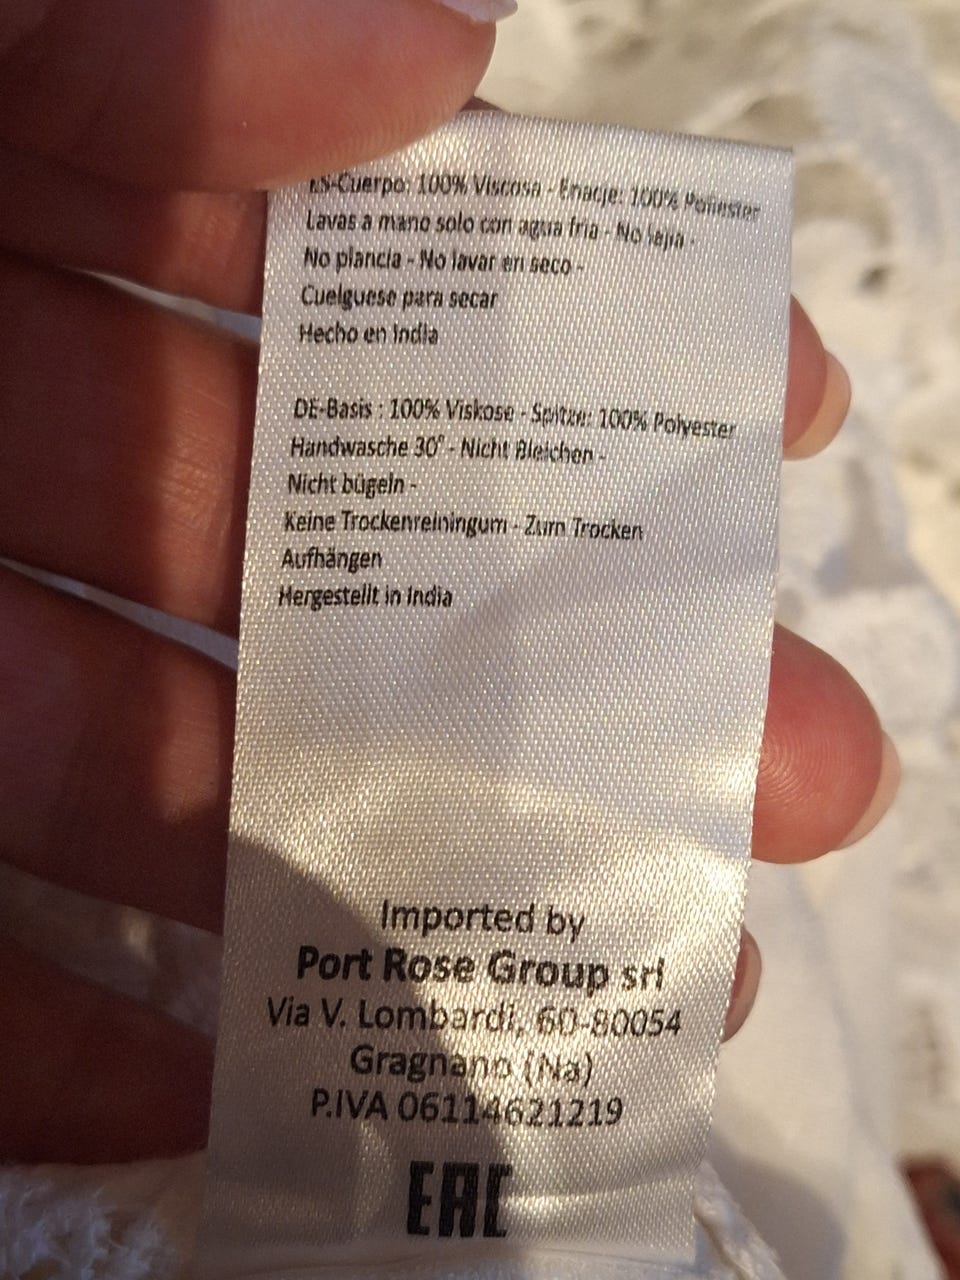 ES-Cuerpo: 100% Viscosa - Enacje: 100% Poliester
Lavas a mano solo con agua fria - No lejia -
No plancia - No lavar en seco -
Cuelguese para secar
Hecho en India
DE-Basis : 100% Viskose - Spitze: 100% Polyester
Handwasche 30° - Nicht Bleichen -
Nicht bügeln -
Keine Trockenreiningum - Zum Trocken
Aufhängen
Hergestellt in India
Imported by
Port Rose Group srl
Via V. Lombardi, 60-80054
Gragnano (Na)
P.IVA 06114621219
EAC